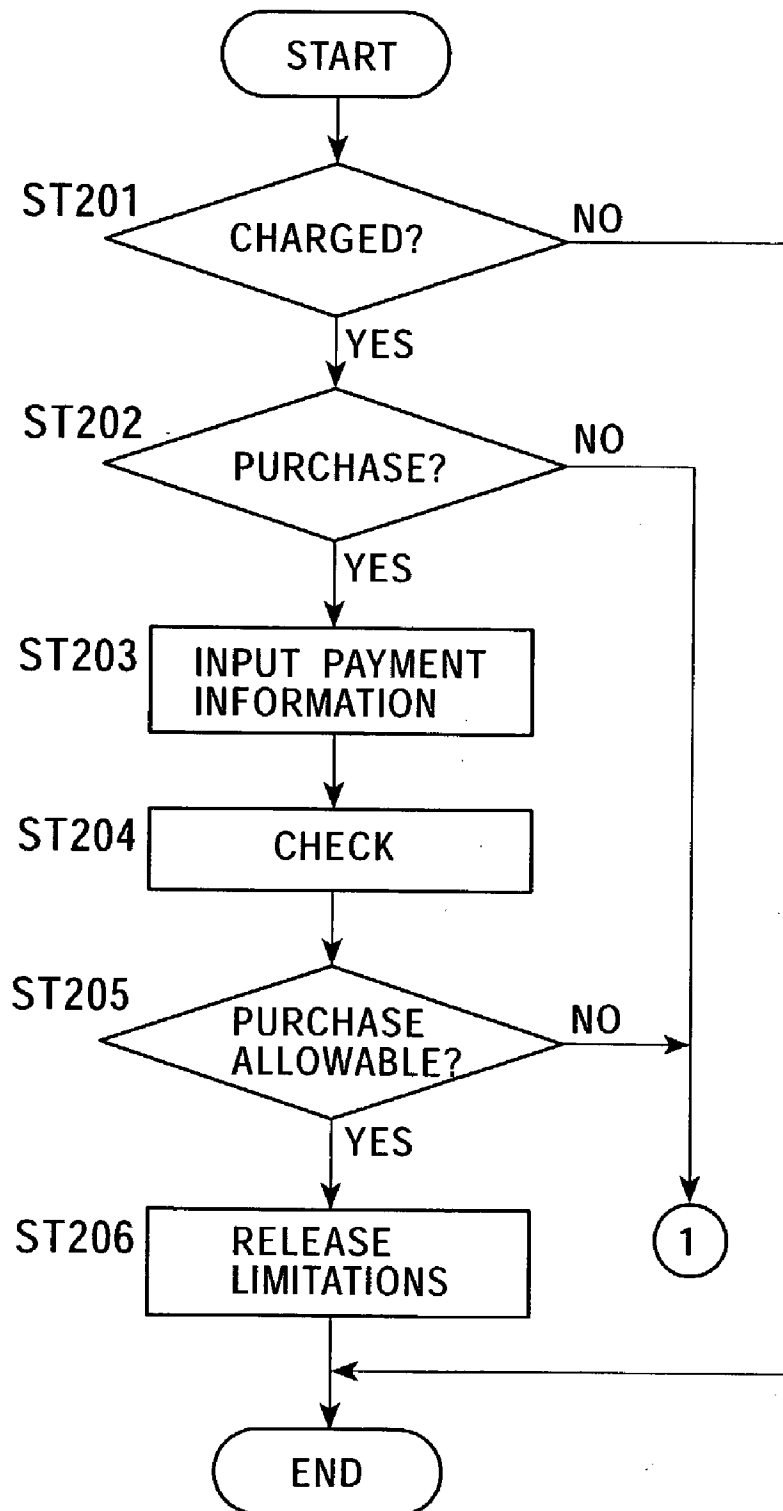 START
ST201
CHARGED?
NO
YES
ST202
PURCHASE?
NO
YES
ST203
INPUT PAYMENT
INFORMATION
ST204
CHECK
ST205
PURCHASE
ALLOWABLE?
NO
YES
ST206
RELEASE
LIMITATIONS
1
END